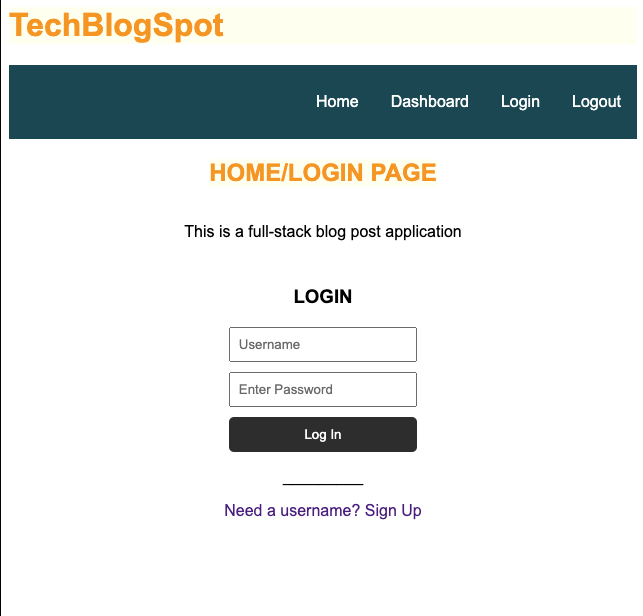 TechBlogSpot
Home Dashboard Login Logout
HOME/LOGIN PAGE
This is a full-stack blog post application
LOGIN
Username
Enter Password
Log In
Need a username? Sign Up